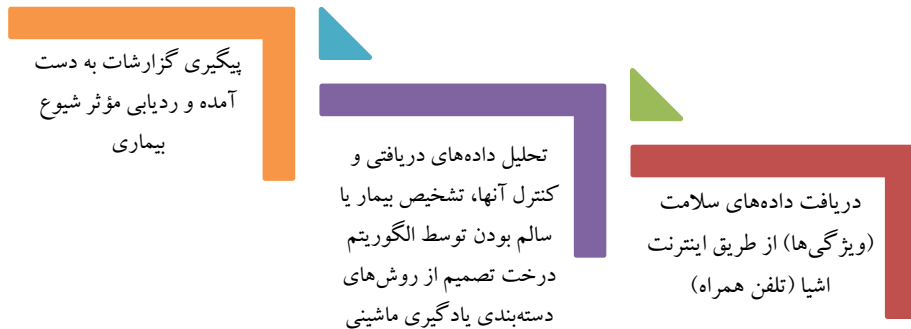 دریافت داده‌های سلامت
(ویژگی‌ها) از طریق اینترنت
اشیا (تلفن همراه)
تحلیل داده‌های دریافتی و
کنترل آنها، تشخیص بیمار یا
سالم بودن توسط الگوریتم
درخت تصمیم از روش‌های
دسته‌بندی یادگیری ماشینی
پیگیری گزارشات به دست
آمده و ردیابی مؤثر شیوع
بیماری